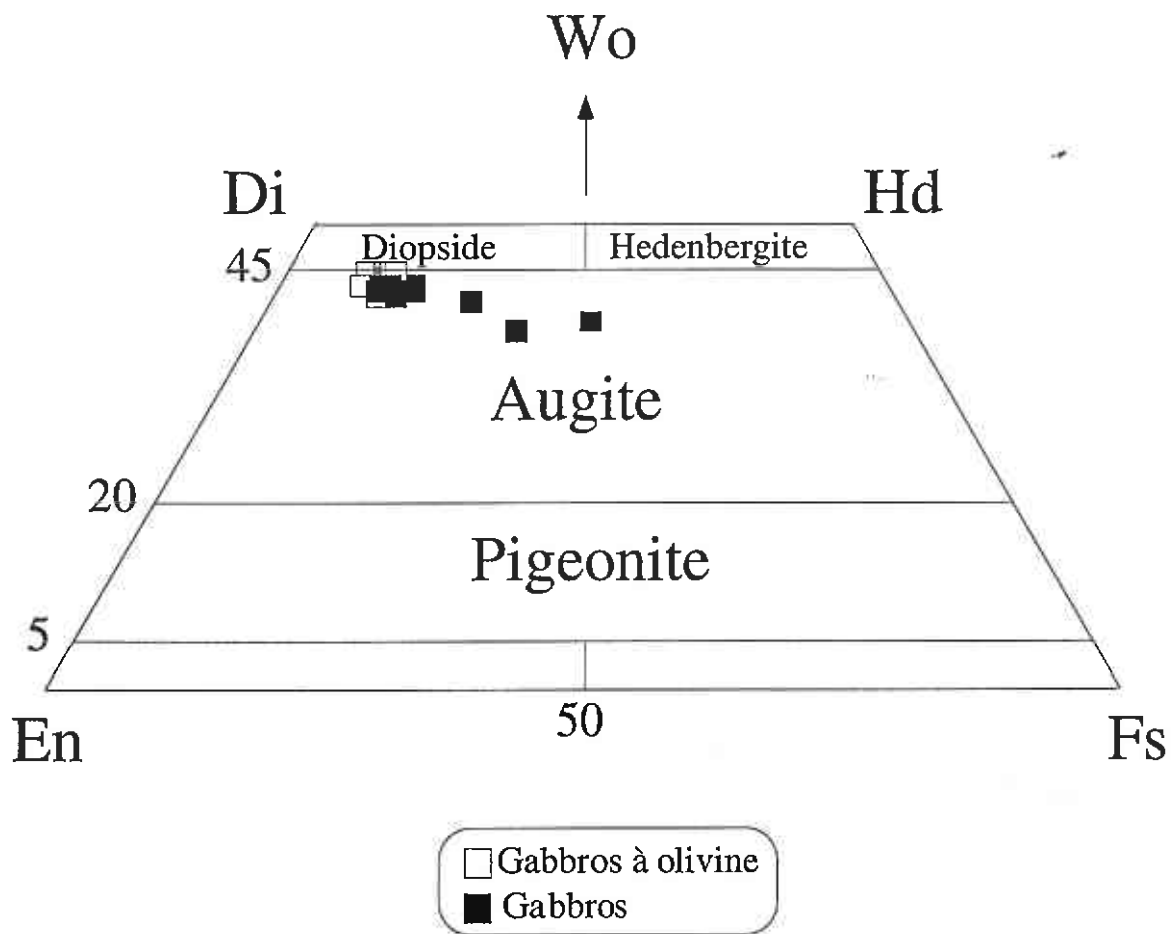 Wo
Di
Hd
Diopside
Hedenbergite
45
Augite
20
Pigeonite
5
50
En
Fs
Gabbros à olivine
Gabbros